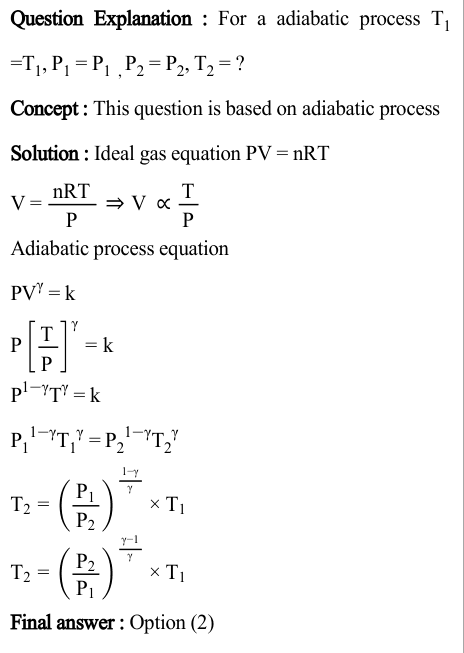 Question Explanation : For a adiabatic process T₁
=T₁, P₁ = P₁ , P₂ = P₂, T₂ = ?
Concept : This question is based on adiabatic process
Solution : Ideal gas equation PV = nRT
V = nRT/P ⇒ V ∝ T/P
Adiabatic process equation
PV^γ = k
P[T/P]^γ = k
P^(1−γ)T^γ = k
P₁^(1−γ)T₁^γ = P₂^(1−γ)T₂^γ
T₂ = (P₁/P₂)^((1−γ)/γ) × T₁
T₂ = (P₂/P₁)^((γ−1)/γ) × T₁
Final answer : Option (2)